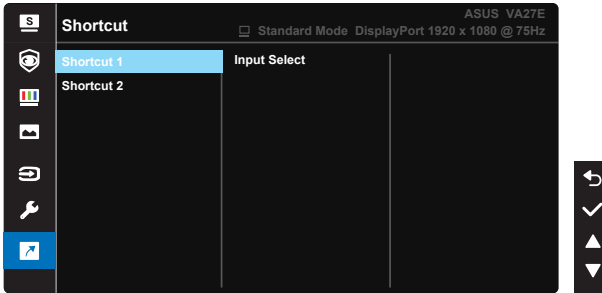 S
Shortcut
ASUS VA27E
Standard Mode DisplayPort 1920 x 1080 @ 75Hz
Shortcut 1
Input Select
Shortcut 2